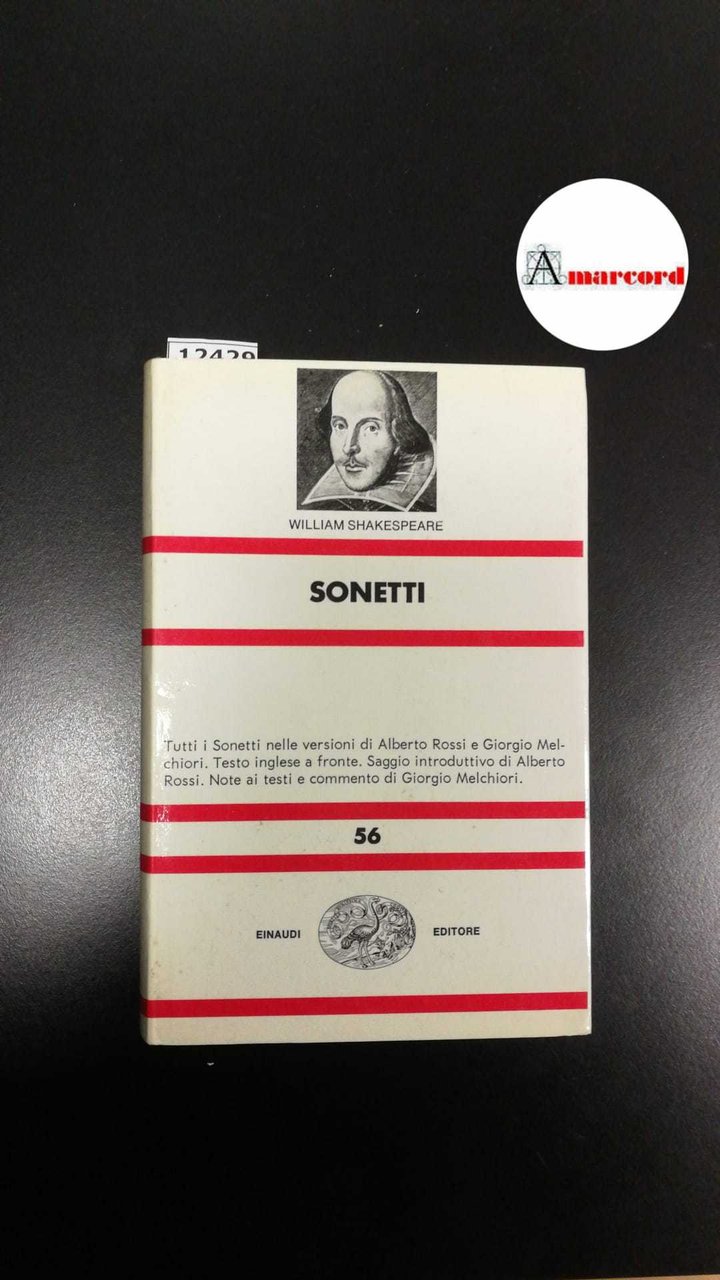 Amarcord
12429
WILLIAM SHAKESPEARE
SONETTI
Tutti i Sonetti nelle versioni di Alberto Rossi e Giorgio Mel-
chiori. Testo inglese a fronte. Saggio introduttivo di Alberto
Rossi. Note ai testi e commento di Giorgio Melchiori.
56
EINAUDI EDITORE